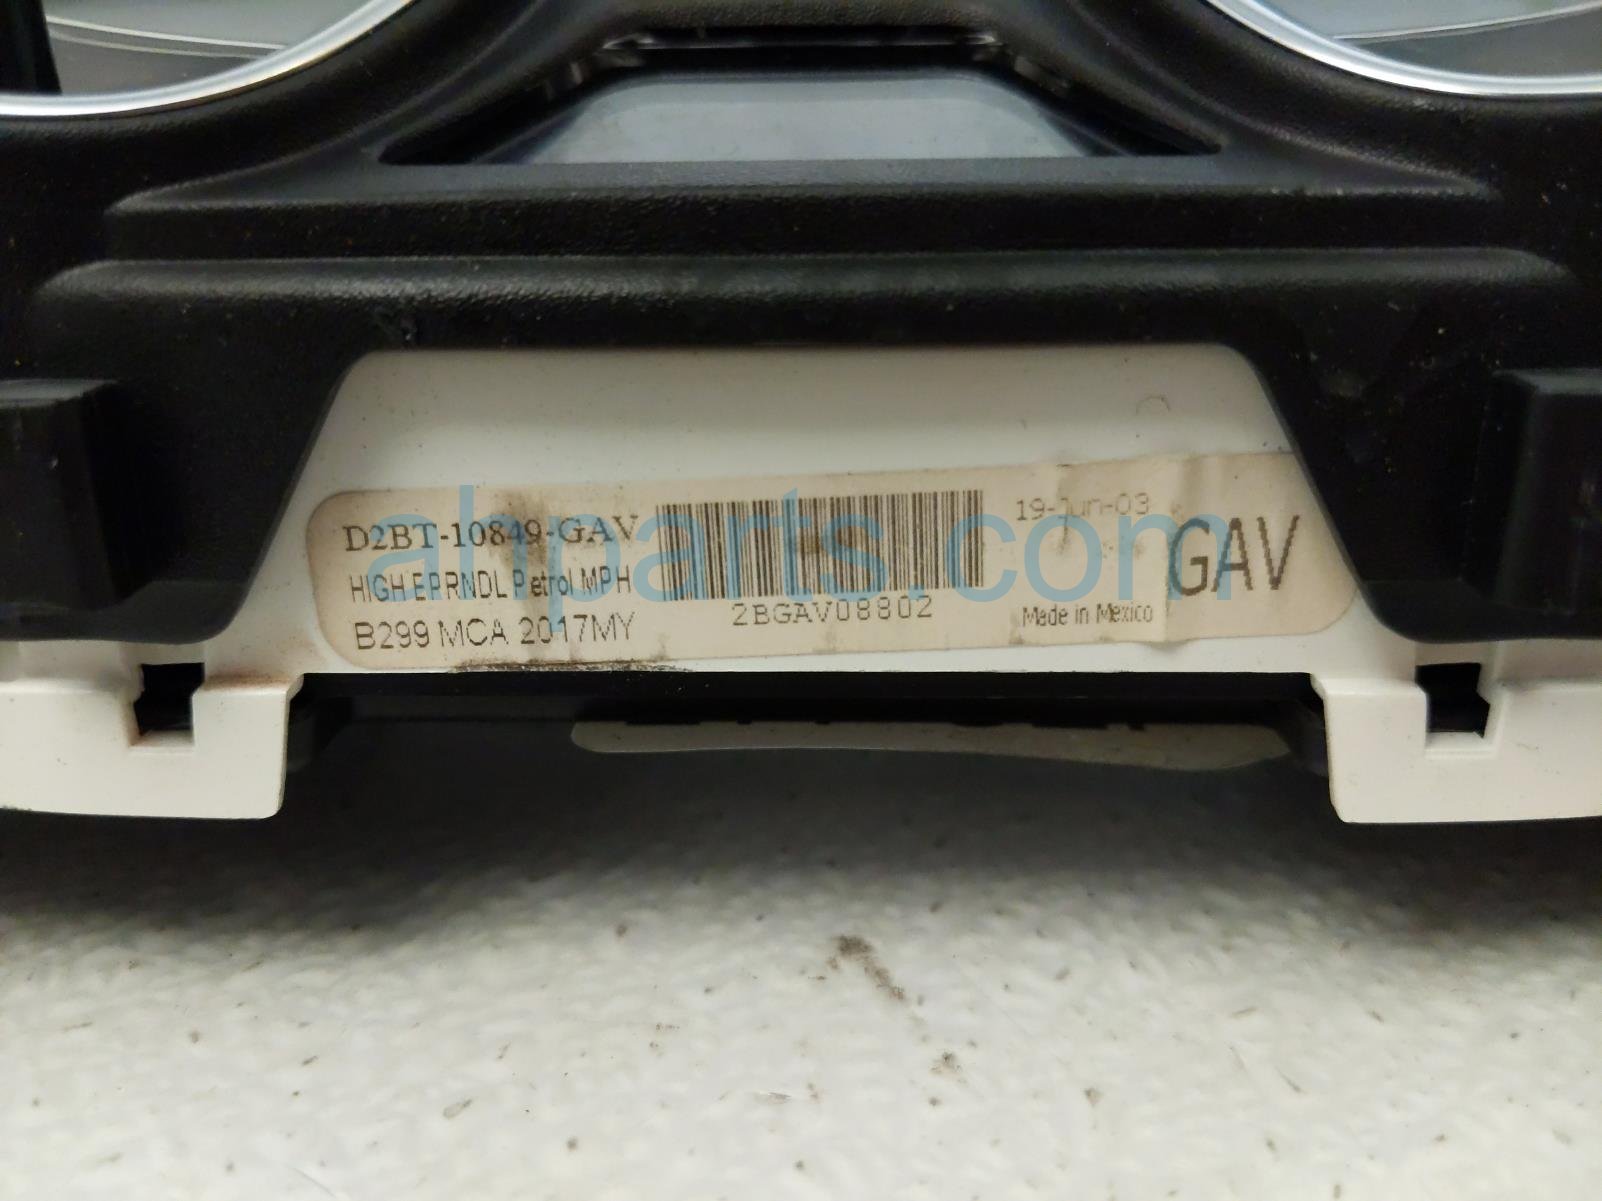 D2BT-10849-GAV
HIGH EP.RNDL Petrol MPH
B299 MCA 2017MY
2BGAV08802
19-Jun-03
Made in Mexico
GAV
ahparts.com